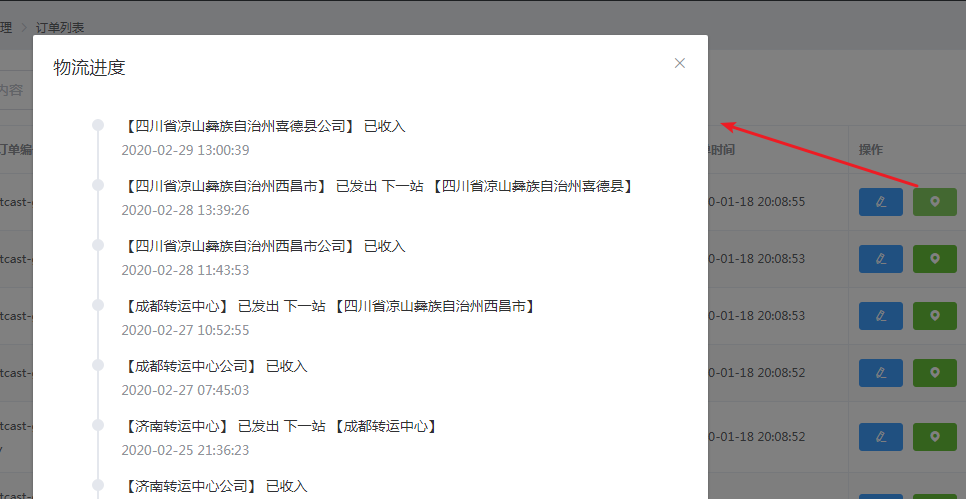 理 > 订单列表
物流进度
内容
【四川省凉山彝族自治州喜德县公司】 已收入
2020-02-29 13:00:39
【四川省凉山彝族自治州西昌市】 已发出 下一站 【四川省凉山彝族自治州喜德县】
2020-02-28 13:39:26
【四川省凉山彝族自治州西昌市公司】 已收入
2020-02-28 11:43:53
【成都转运中心】 已发出 下一站 【四川省凉山彝族自治州西昌市】
2020-02-27 10:52:55
【成都转运中心公司】 已收入
2020-02-27 07:45:03
【济南转运中心】 已发出 下一站 【成都转运中心】
2020-02-25 21:36:23
【济南转运中心公司】 已收入
订单编
单时间 操作
tcast- 0-01-18 20:08:55
tcast- 0-01-18 20:08:53
tcast- 0-01-18 20:08:53
tcast- 0-01-18 20:08:52
tcast- 0-01-18 20:08:52
tcast-